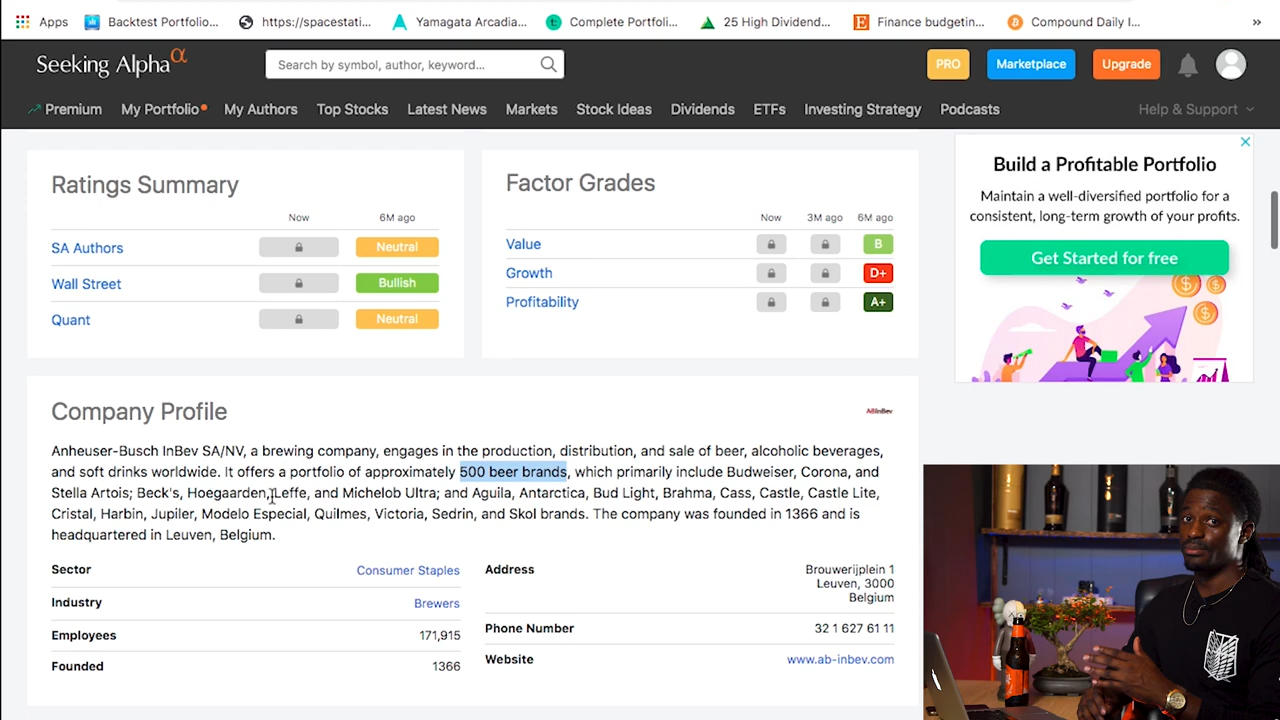 Apps
Backtest Portfolio...
https://spacestati...
Yamagata Arcadia...
Complete Portfoli...
25 High Dividend...
Finance budgetin...
Compound Daily I...
»
Seeking Alpha α
Search by symbol, author, keyword...
PRO
Marketplace
Upgrade
Premium
My Portfolio
My Authors
Top Stocks
Latest News
Markets
Stock Ideas
Dividends
ETFs
Investing Strategy
Podcasts
Help & Support
Ratings Summary
Now 6M ago
SA Authors Neutral
Wall Street Bullish
Quant Neutral
Factor Grades
Now 3M ago 6M ago
Value B
Growth D+
Profitability A+
Build a Profitable Portfolio
Maintain a well-diversified portfolio for a
consistent, long-term growth of your profits.
Get Started for free
Company Profile
ABInBev
Anheuser-Busch InBev SA/NV, a brewing company, engages in the production, distribution, and sale of beer, alcoholic beverages,
and soft drinks worldwide. It offers a portfolio of approximately 500 beer brands, which primarily include Budweiser, Corona, and
Stella Artois; Beck's, Hoegaarden, Leffe, and Michelob Ultra; and Aguila, Antarctica, Bud Light, Brahma, Cass, Castle, Castle Lite,
Cristal, Harbin, Jupiler, Modelo Especial, Quilmes, Victoria, Sedrin, and Skol brands. The company was founded in 1366 and is
headquartered in Leuven, Belgium.
Sector Consumer Staples
Industry Brewers
Employees 171,915
Founded 1366
Address Brouwerijplein 1
Leuven, 3000
Belgium
Phone Number 32 1 627 61 11
Website www.ab-inbev.com